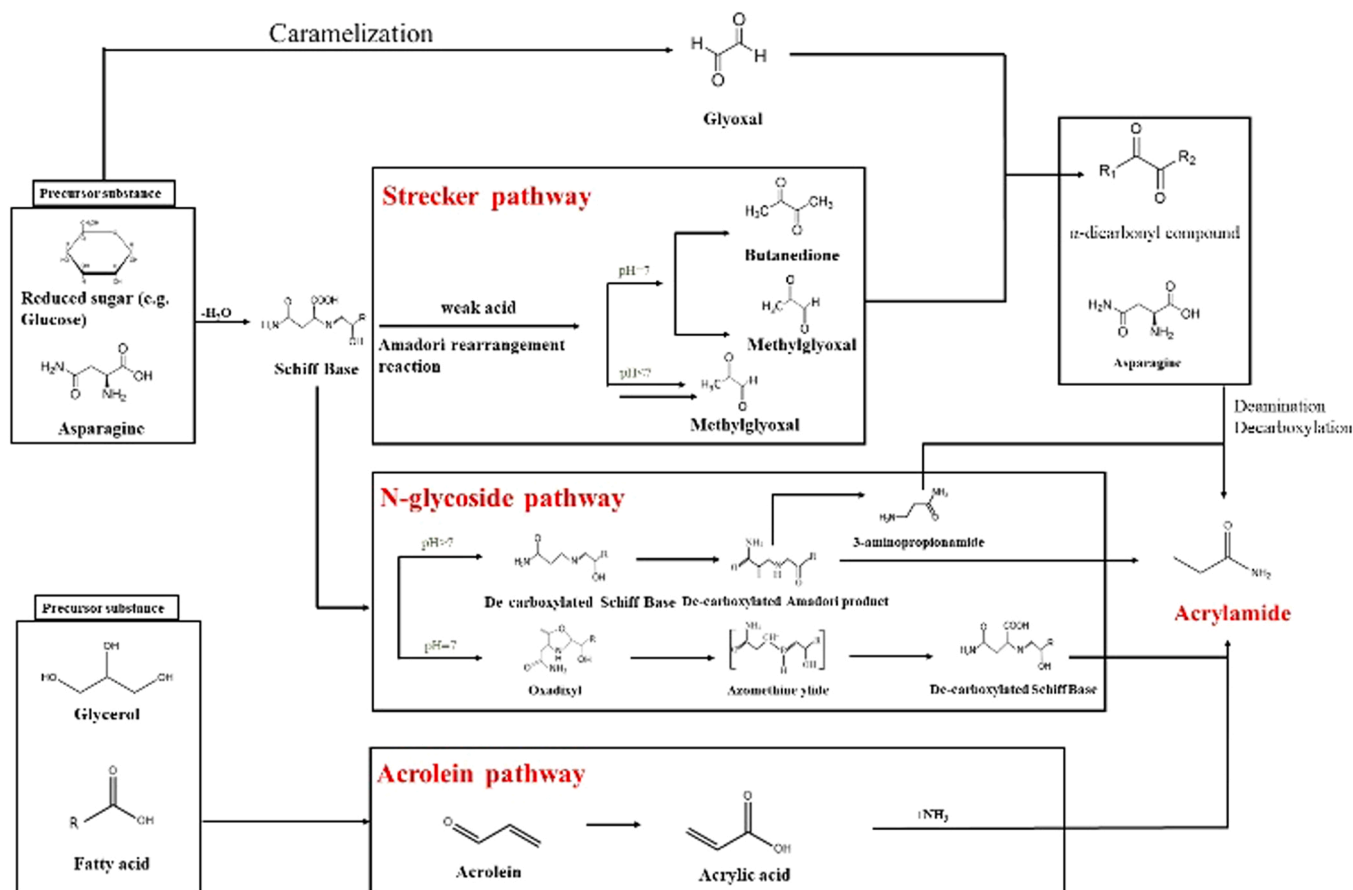 Caramelization
Glyoxal
Precursor substance
Reduced sugar (e.g.
Glucose)
Asparagine
-H₂O
Schiff Base
Strecker pathway
weak acid
Amadori rearrangement
reaction
pH=7
Butanedione
Methylglyoxal
pH<7
Methylglyoxal
R₁
R₂
α-dicarbonyl compound
Asparagine
Deamination
Decarboxylation
N-glycoside pathway
pH>7
De carboxylated Schiff Base
De-carboxylated Amadori product
3-aminopropionamide
pH=7
Oxadixyl
Azomethine ylide
De-carboxylated Schiff Base
Acrylamide
Precursor substance
Glycerol
Fatty acid
Acrolein pathway
Acrolein
Acrylic acid
+NH₃